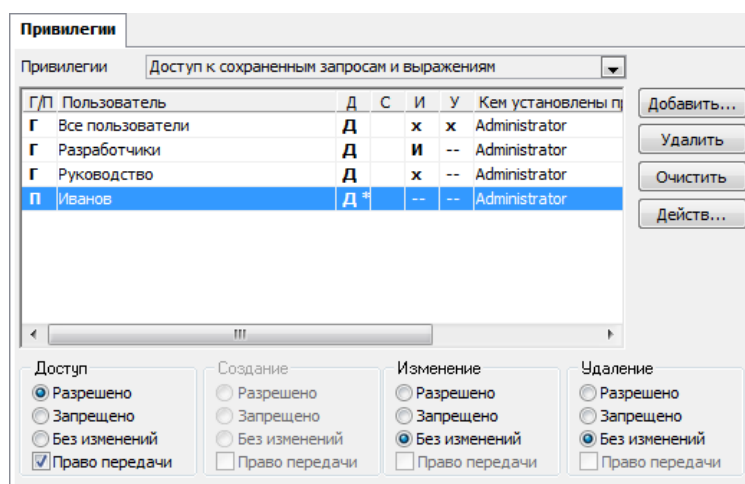 Привилегии
Привилегии Доступ к сохраненным запросам и выражениям
Г/П Пользователь Д С И У Кем установлены п
Г Все пользователи Д x x Administrator
Г Разработчики Д И -- Administrator
Г Руководство Д x -- Administrator
П Иванов Д * -- -- Administrator
Добавить...
Удалить
Очистить
Действ...
Доступ Создание Изменение Удаление
Разрешено Разрешено Разрешено Разрешено
Запрещено Запрещено Запрещено Запрещено
Без изменений Без изменений Без изменений Без изменений
Право передачи Право передачи Право передачи Право передачи